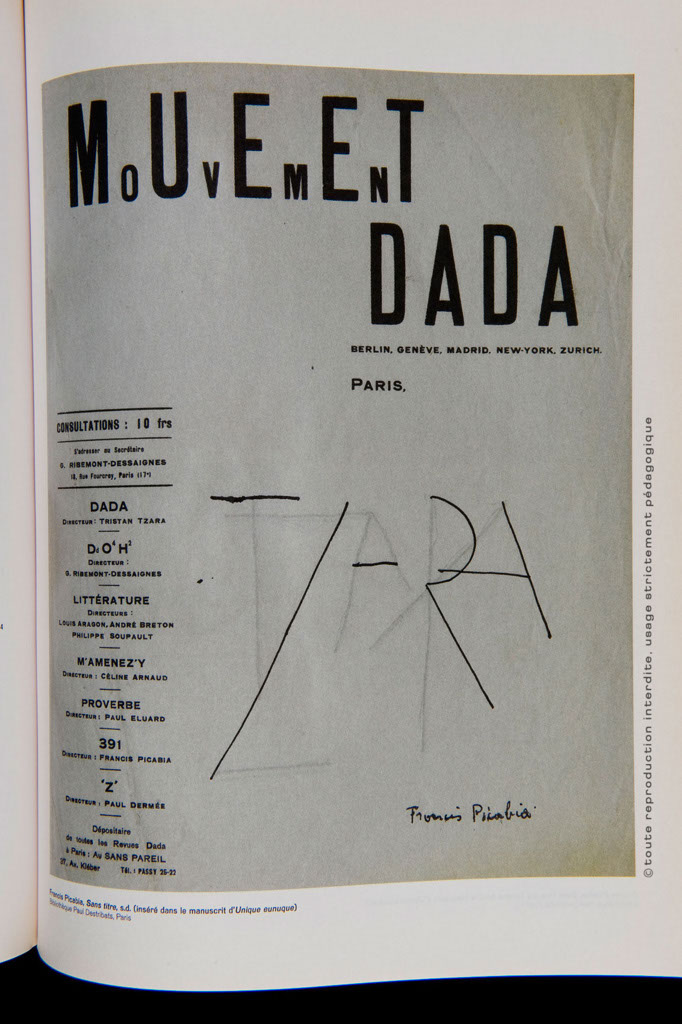 MOUVEMENT
DADA
BERLIN, GENÈVE, MADRID, NEW-YORK, ZURICH.
PARIS,
CONSULTATIONS : 10 frs
S'adresser au Secrétaire
G. RIBEMONT-DESSAIGNES
18, Rue Fourcroy, Paris (17e)
DADA
DIRECTEUR : TRISTAN TZARA
DdO4H2
DIRECTEUR :
G. RIBEMONT-DESSAIGNES
LITTÉRATURE
DIRECTEURS :
LOUIS ARAGON, ANDRÉ BRETON
PHILIPPE SOUPAULT
M'AMENEZ'Y
DIRECTEUR : CÉLINE ARNAUD
PROVERBE
DIRECTEUR : PAUL ELUARD
391
DIRECTEUR : FRANCIS PICABIA
'Z'
DIRECTEUR : PAUL DERMÉE
Dépositaire
de toutes les Revues Dada
à Paris : AU SANS PAREIL
37, Av. Kléber TÉL. : PASSY 25-22
TZARA
Francis Picabia
Francis Picabia, Sans titre, s.d. (inséré dans le manuscrit d'Unique eunuque)
Bibliothèque Paul Destribats, Paris
© toute reproduction interdite, usage strictement pédagogique